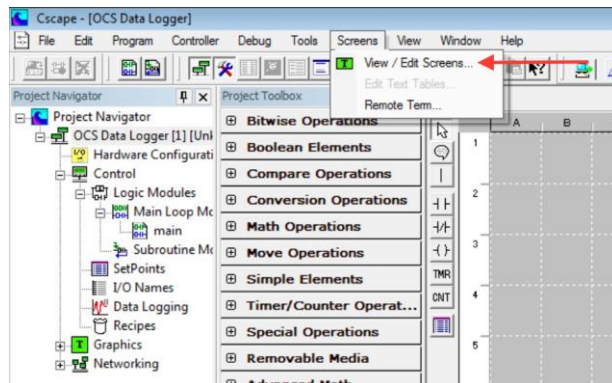 Cscape - [OCS Data Logger]
File Edit Program Controller Debug Tools Screens View Window Help
View / Edit Screens...
Edit Text Tables...
Remote Term...
Project Navigator
Project Toolbox
Project Navigator
OCS Data Logger [1] [Unk
Hardware Configurati
Control
Logic Modules
Main Loop Mo
main
Subroutine Mo
SetPoints
I/O Names
Data Logging
Recipes
Graphics
Networking
Bitwise Operations
Boolean Elements
Compare Operations
Conversion Operations
Math Operations
Move Operations
Simple Elements
Timer/Counter Operat...
Special Operations
Removable Media
Advanced Math
TMR
CNT
A B
1
2
3
4
5